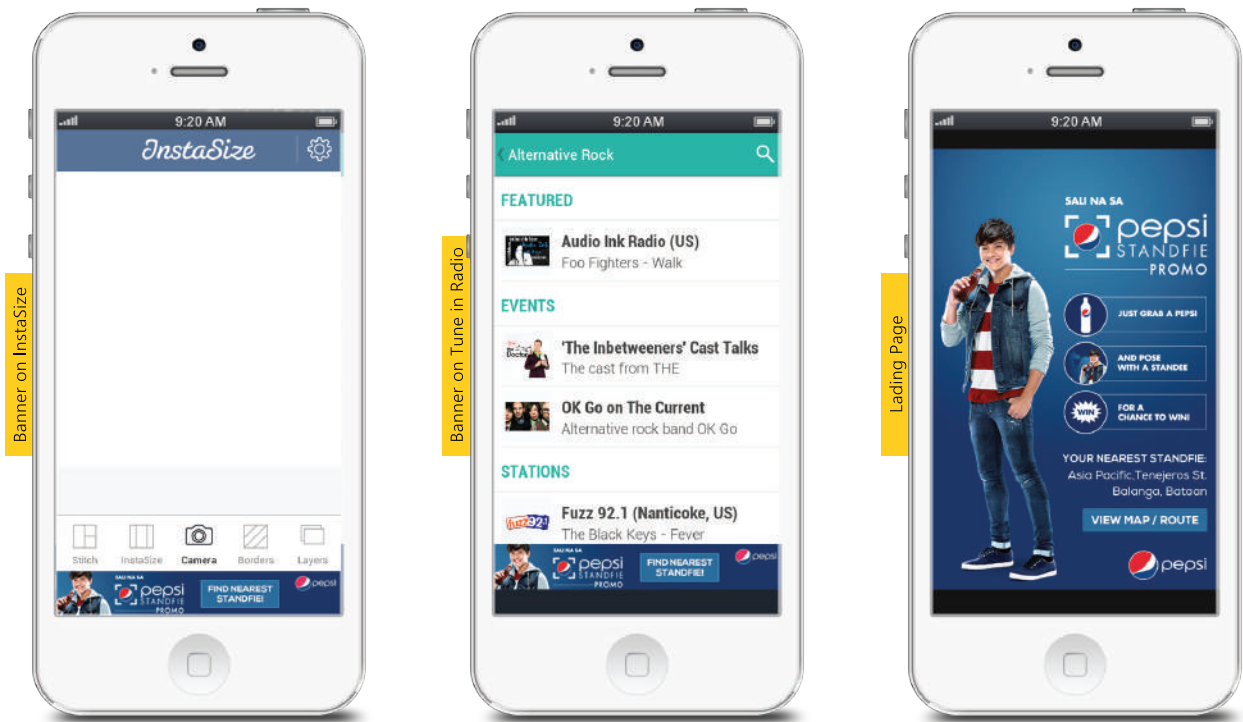 Banner on InstaSize
9:20 AM
InstaSize
Stitch
InstaSize
Camera
Borders
Layers
SALI NA SA
pepsi
STANDFIE
PROMO
FIND NEAREST
STANDFIE!
pepsi
Banner on Tune in Radio
9:20 AM
Alternative Rock
FEATURED
Audio Ink Radio (US)
Foo Fighters - Walk
EVENTS
'The Inbetweeners' Cast Talks
The cast from THE
OK Go on The Current
Alternative rock band OK Go
STATIONS
fuzz92.1
Fuzz 92.1 (Nanticoke, US)
The Black Keys - Fever
SALI NA SA
pepsi
STANDFIE
PROMO
FIND NEAREST
STANDFIE!
pepsi
Lading Page
9:20 AM
SALI NA SA
pepsi
STANDFIE
PROMO
JUST GRAB A PEPSI
AND POSE
WITH A STANDEE
WIN
FOR A
CHANCE TO WIN!
YOUR NEAREST STANDFIE:
Asia Pacific,Tenejeros St.
Balanga, Bataan
VIEW MAP / ROUTE
pepsi